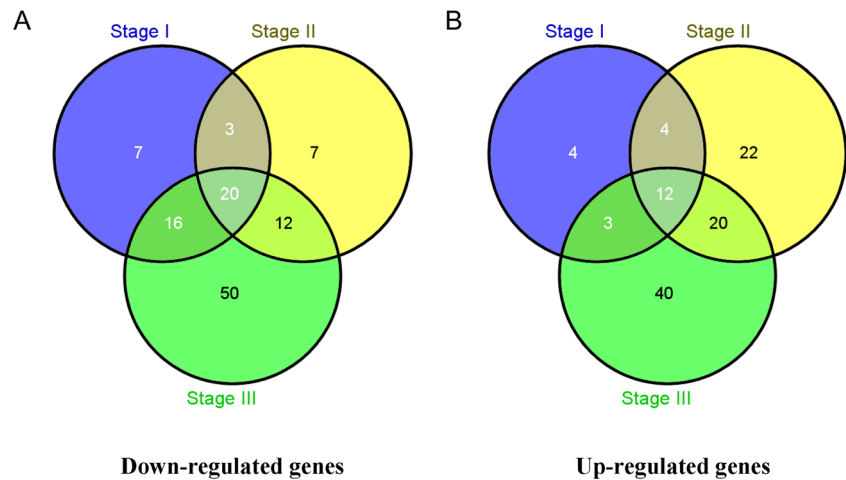 A
B
Stage I
Stage II
Stage I
Stage II
7
3
7
20
16
12
50
4
4
22
12
3
20
40
Stage III
Stage III
Down-regulated genes
Up-regulated genes